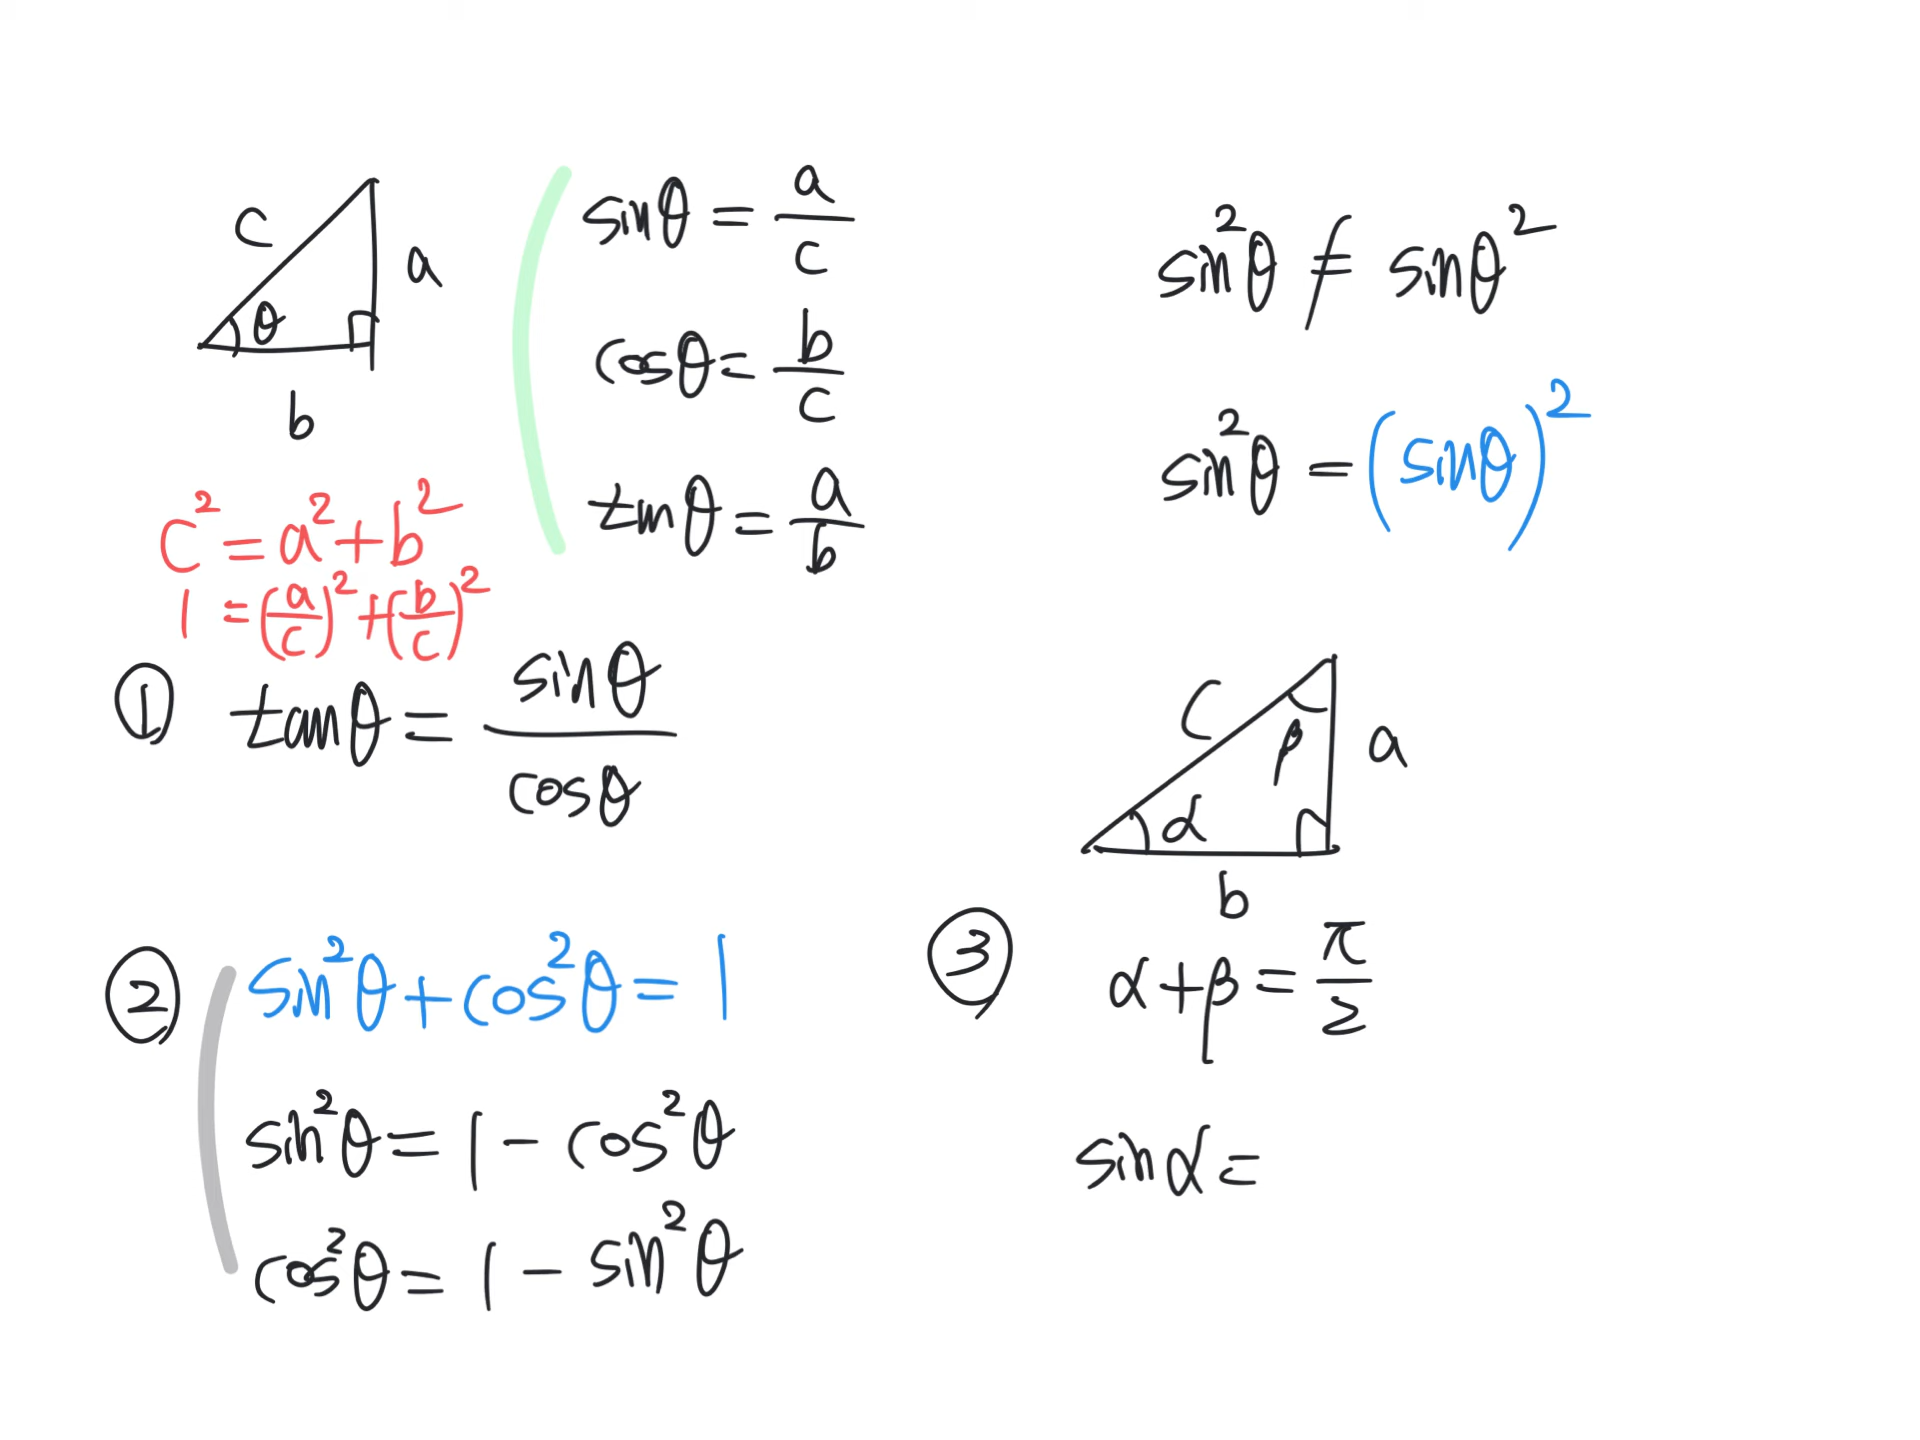 c
a
θ
b
sinθ = a/c
cosθ = b/c
tanθ = a/b
c² = a² + b²
1 = (a/c)² + (b/c)²
① tanθ = sinθ/cosθ
② sin²θ + cos²θ = 1
sin²θ = 1 - cos²θ
cos²θ = 1 - sin²θ
sin²θ ≠ sinθ²
sin²θ = (sinθ)²
c
β
a
α
b
③ α + β = π/2
sinα =